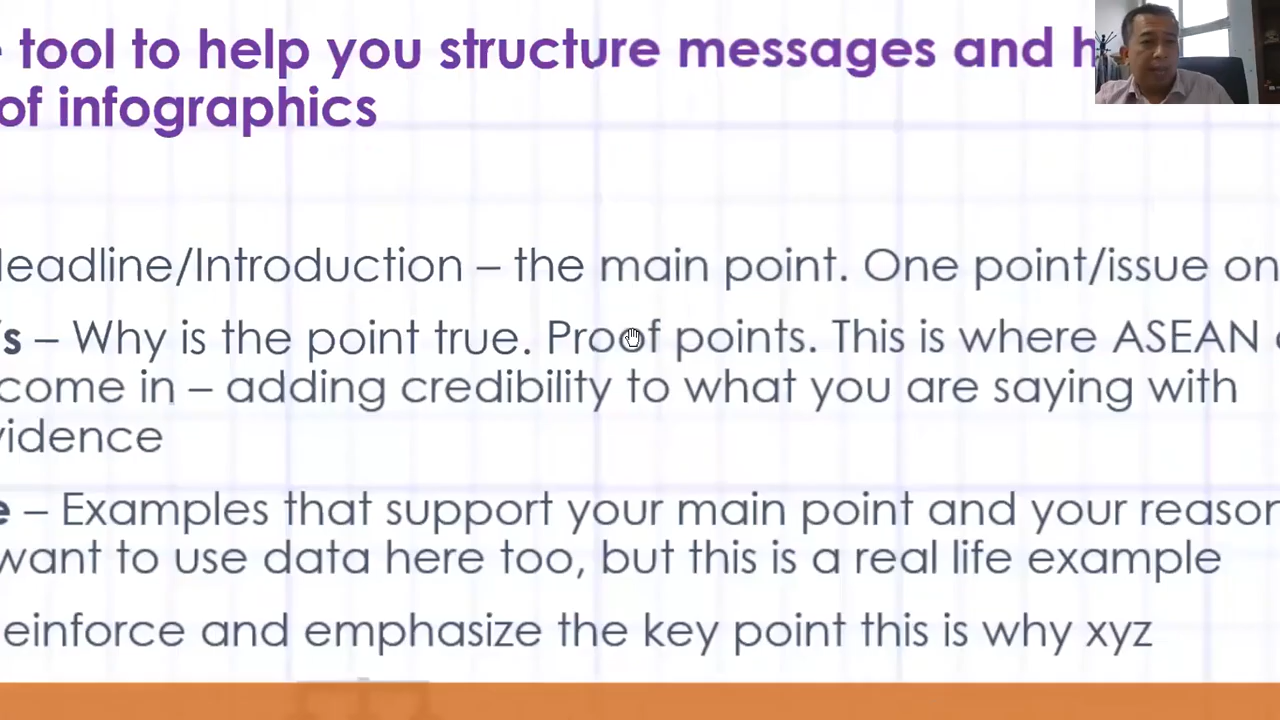 tool to help you structure messages and h
of infographics
eadline/Introduction – the main point. One point/issue on
's – Why is the point true. Proof points. This is where ASEAN
come in – adding credibility to what you are saying with
vidence
e – Examples that support your main point and your reason
want to use data here too, but this is a real life example
einforce and emphasize the key point this is why xyz